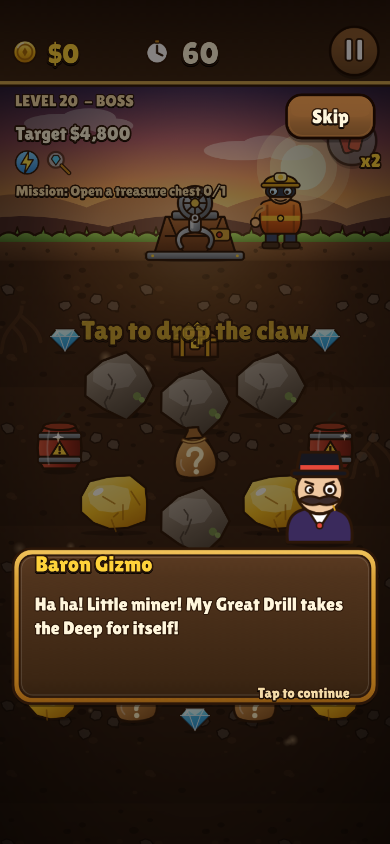 $0
60
LEVEL 20 - BOSS
Skip
Target $4,800
x2
Mission: Open a treasure chest 0/1
Tap to drop the claw
?
Baron Gizmo
Ha ha! Little miner! My Great Drill takes
the Deep for itself!
Tap to continue